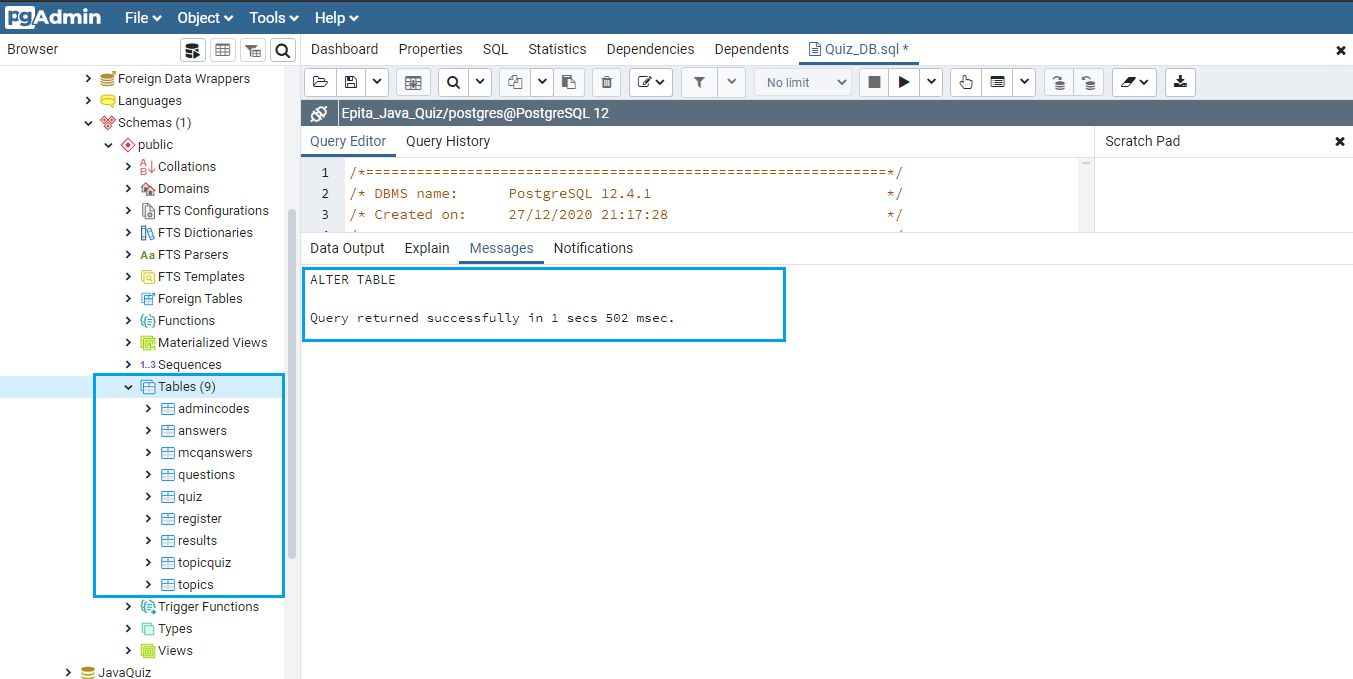 pgAdmin File Object Tools Help
Browser
Dashboard Properties SQL Statistics Dependencies Dependents Quiz_DB.sql *
Foreign Data Wrappers
Languages
Schemas (1)
public
Collations
Domains
FTS Configurations
FTS Dictionaries
Aa FTS Parsers
FTS Templates
Foreign Tables
Functions
Materialized Views
1..3 Sequences
Tables (9)
admincodes
answers
mcqanswers
questions
quiz
register
results
topicquiz
topics
Trigger Functions
Types
Views
JavaQuiz
No limit
Epita_Java_Quiz/postgres@PostgreSQL 12
Query Editor Query History
Scratch Pad
1 /*==============================================================*/
2 /* DBMS name: PostgreSQL 12.4.1 */
3 /* Created on: 27/12/2020 21:17:28 */
Data Output Explain Messages Notifications
ALTER TABLE
Query returned successfully in 1 secs 502 msec.